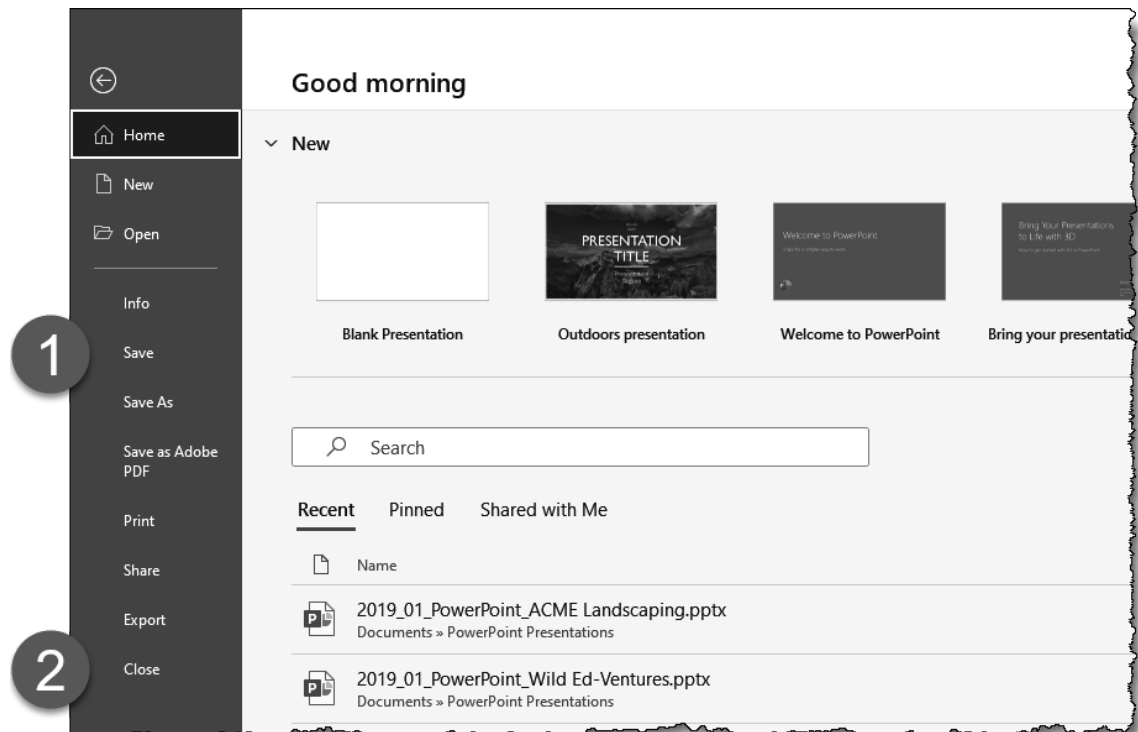 Good morning
Home
New
Open
Info
Save
Save As
Save as Adobe
PDF
Print
Share
Export
Close
1
2
New
PRESENTATION
TITLE
Presentation
Welcome to PowerPoint
Bring Your Presentations
to Life with 3D
Blank Presentation
Outdoors presentation
Welcome to PowerPoint
Bring your presentatio
Search
Recent Pinned Shared with Me
Name
2019_01_PowerPoint_ACME Landscaping.pptx
Documents » PowerPoint Presentations
2019_01_PowerPoint_Wild Ed-Ventures.pptx
Documents » PowerPoint Presentations